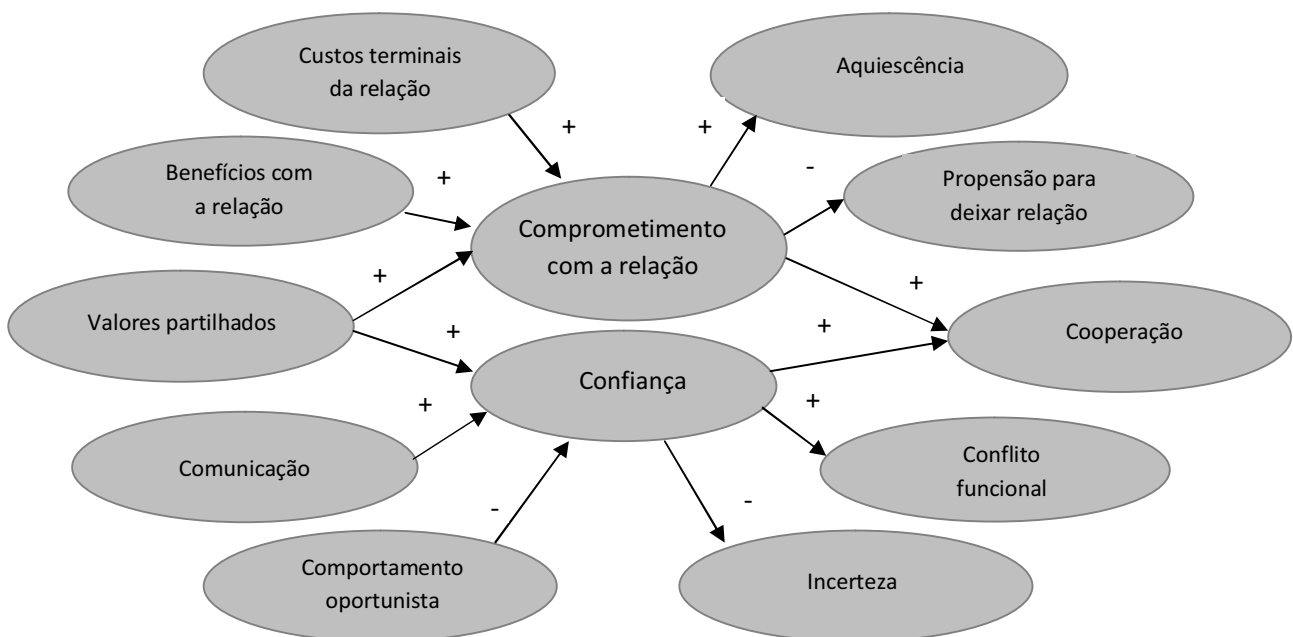 Custos terminais
da relação
Aquiescência
+
+
Benefícios com
a relação
+
-
Propensão para
deixar relação
Comprometimento
com a relação
+
+
Valores partilhados
+
+
Cooperação
Confiança
+
+
Comunicação
Conflito
funcional
-
-
Comportamento
oportunista
Incerteza